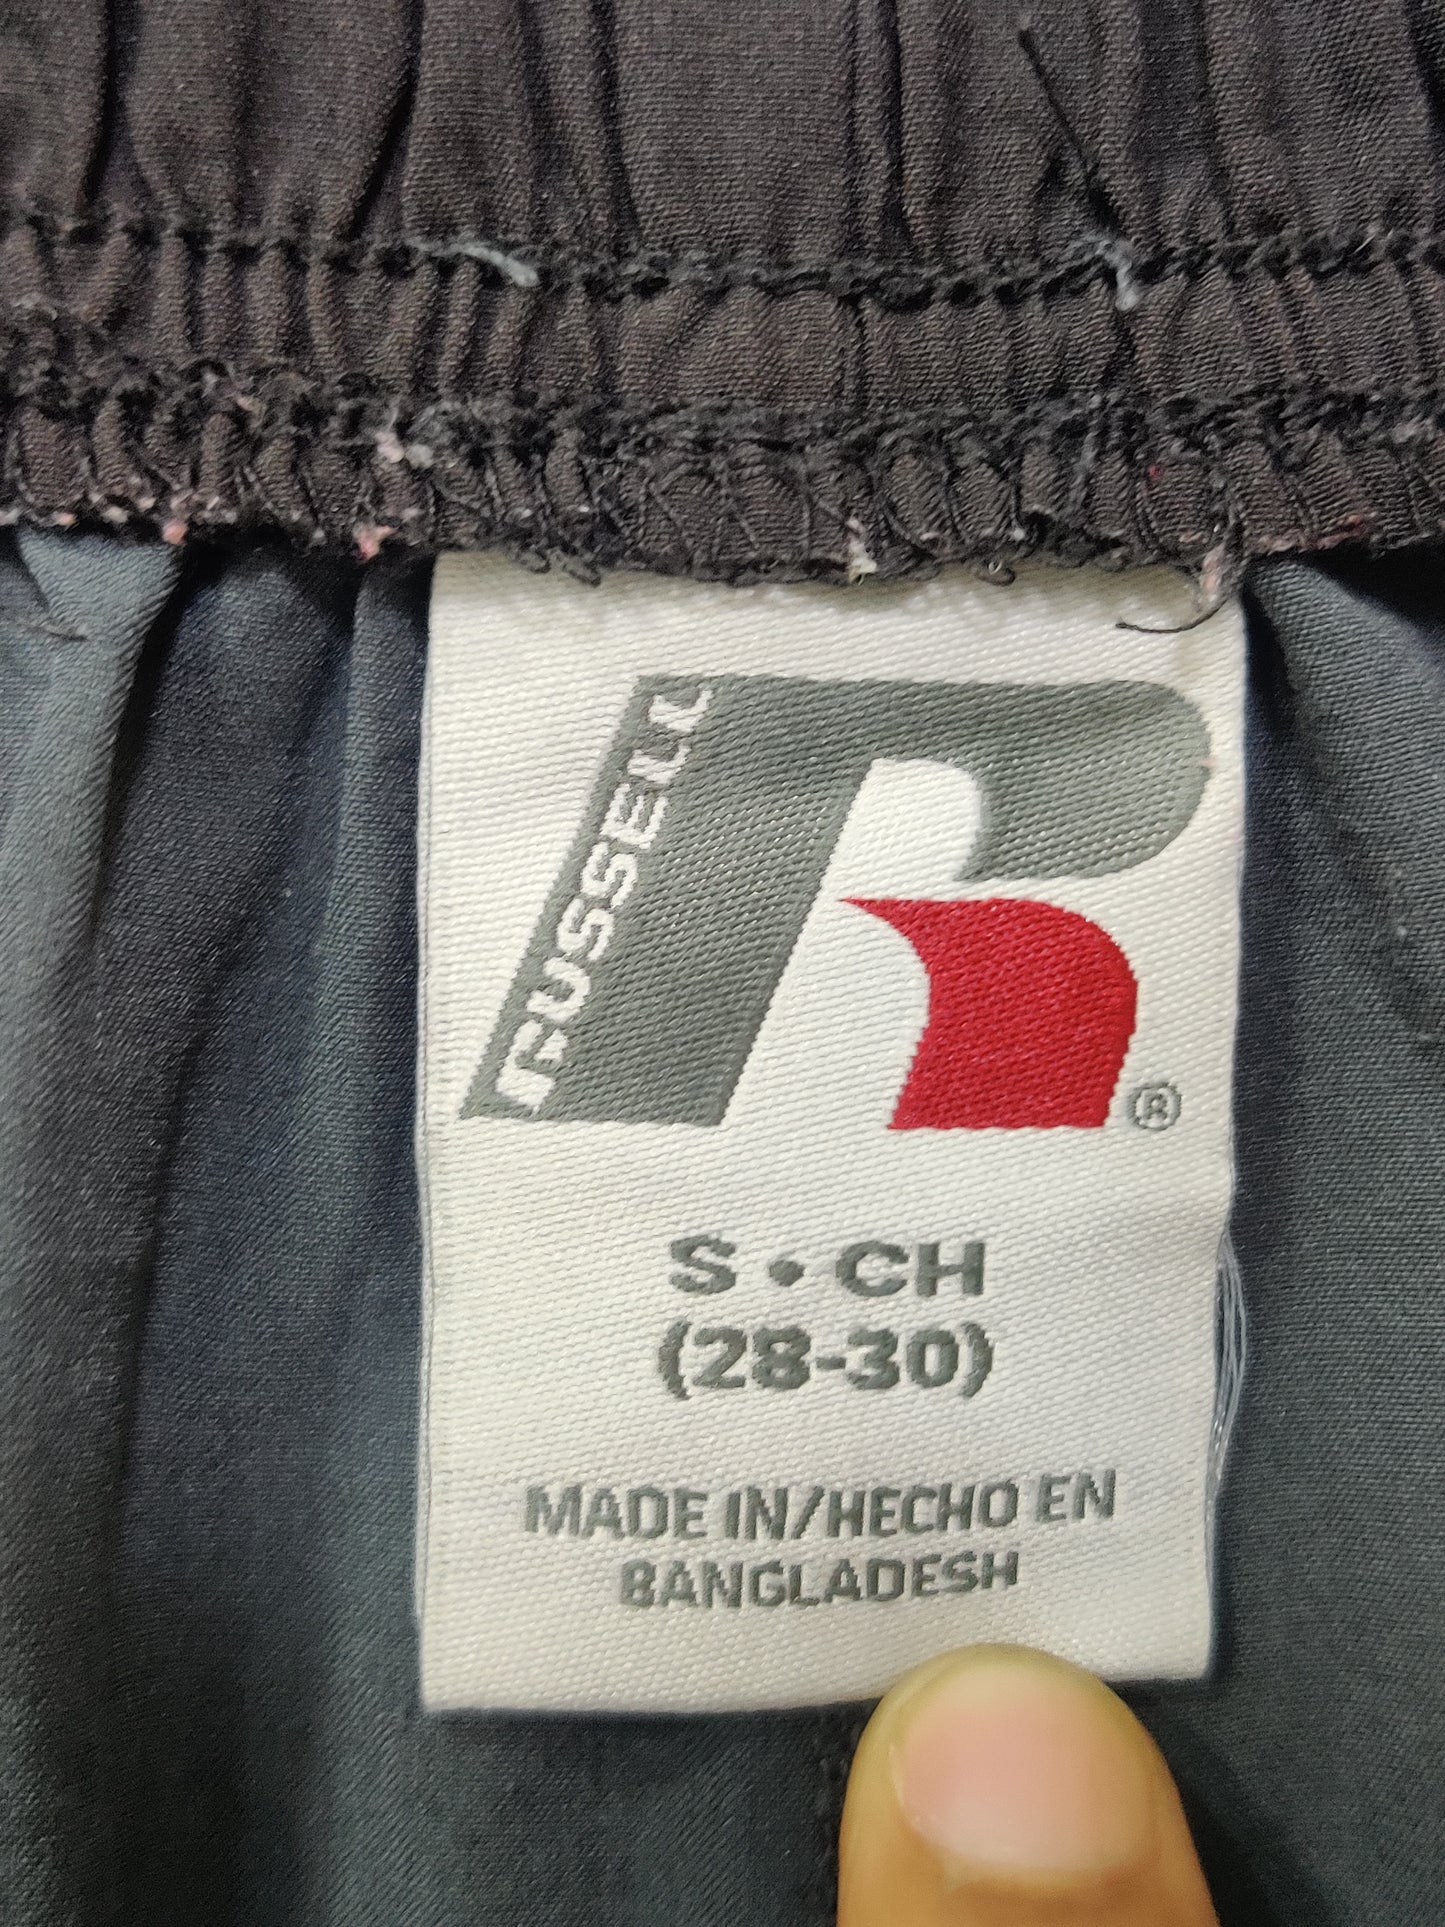 RUSSELL
®
S • CH
(28-30)
MADE IN/HECHO EN
BANGLADESH